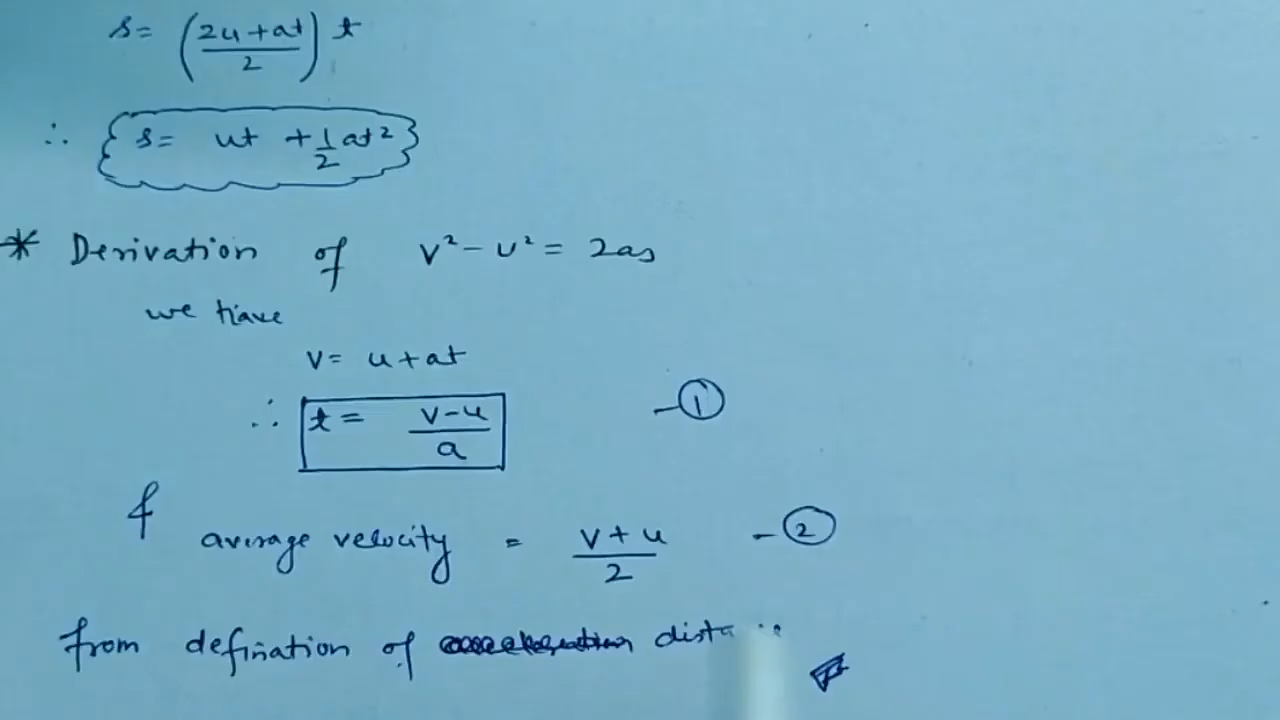 s= (2u+at/2) t
∴ s= ut + 1/2 at²
* Derivation of v²-u² = 2as
we have
v= u+at
∴ t= v-u/a -①
& average velocity = v+u/2 -②
from defination of